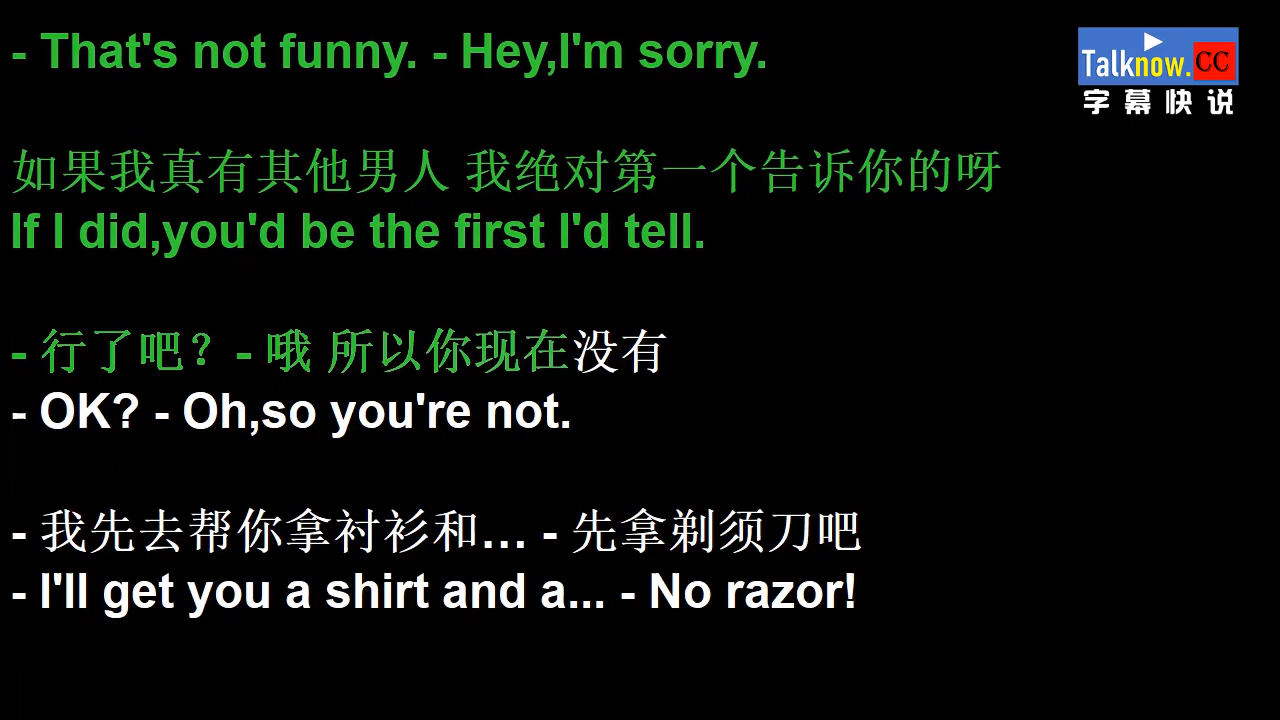 - That's not funny. - Hey,I'm sorry.
Talknow.CC
字幕快说
如果我真有其他男人 我绝对第一个告诉你的呀
If I did,you'd be the first I'd tell.
- 行了吧？- 哦 所以你现在没有
- OK? - Oh,so you're not.
- 我先去帮你拿衬衫和… - 先拿剃须刀吧
- I'll get you a shirt and a... - No razor!